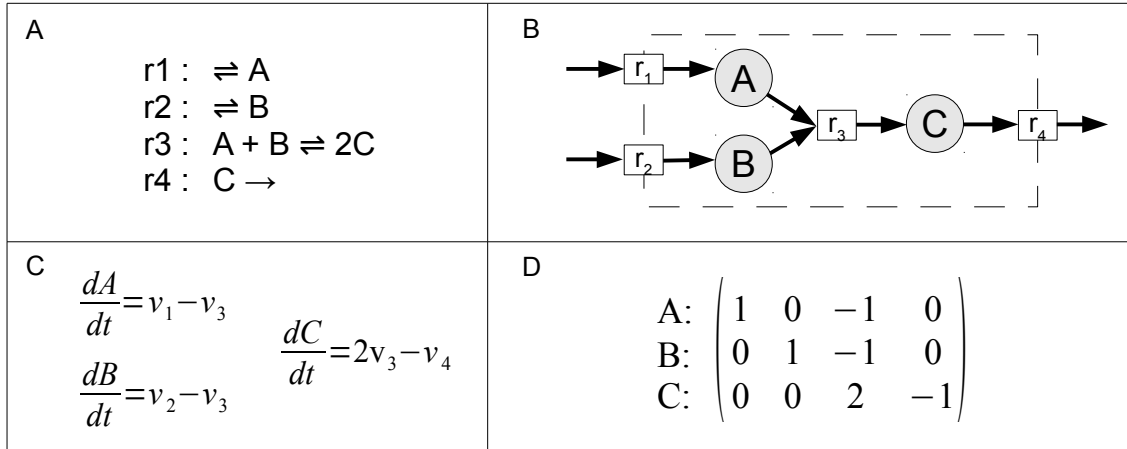 A
r1 : ⇌ A
r2 : ⇌ B
r3 : A + B ⇌ 2C
r4 : C →
B
r₁ A
r₃ C r₄
r₂ B
C
dA/dt = v₁ − v₃
dC/dt = 2v₃ − v₄
dB/dt = v₂ − v₃
D
A: 1 0 −1 0
B: 0 1 −1 0
C: 0 0 2 −1